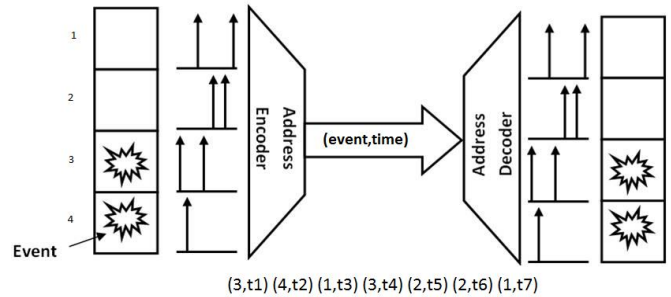 1
2
3
4
Event
Address
Encoder
(event,time)
Address
Decoder
(3,t1) (4,t2) (1,t3) (3,t4) (2,t5) (2,t6) (1,t7)